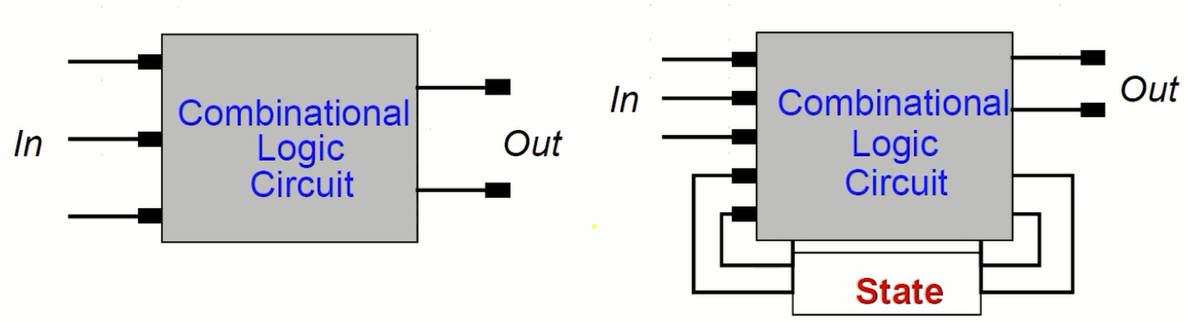 In
Combinational
Logic
Circuit
Out
In
Combinational
Logic
Circuit
Out
State